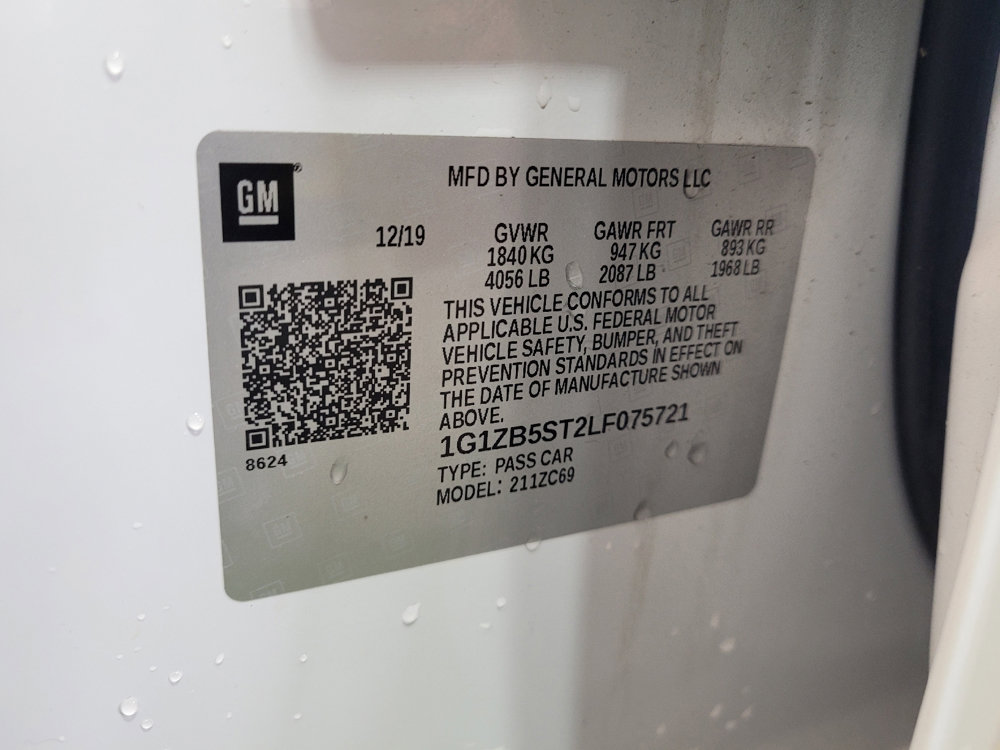 GM
MFD BY GENERAL MOTORS LLC
12/19 GVWR GAWR FRT GAWR RR
1840 KG 947 KG 893 KG
4056 LB 2087 LB 1968 LB
THIS VEHICLE CONFORMS TO ALL
APPLICABLE U.S. FEDERAL MOTOR
VEHICLE SAFETY, BUMPER, AND THEFT
PREVENTION STANDARDS IN EFFECT ON
THE DATE OF MANUFACTURE SHOWN
ABOVE.
1G1ZB5ST2LF075721
8624
TYPE: PASS CAR
MODEL: 211ZC69